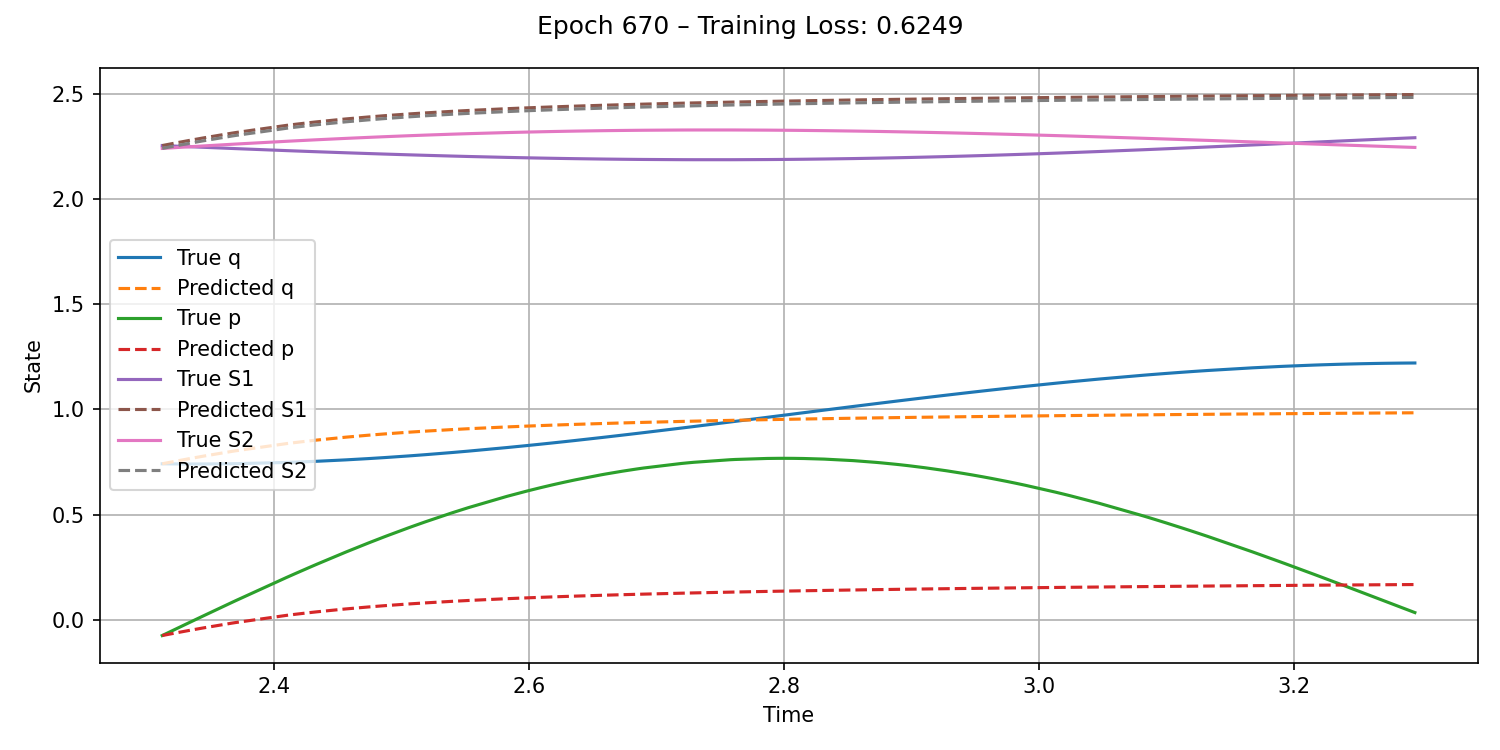 Epoch 670 – Training Loss: 0.6249
2.5
2.0
1.5
1.0
0.5
0.0
State
True q
Predicted q
True p
Predicted p
True S1
Predicted S1
True S2
Predicted S2
2.4 2.6 2.8 3.0 3.2
Time